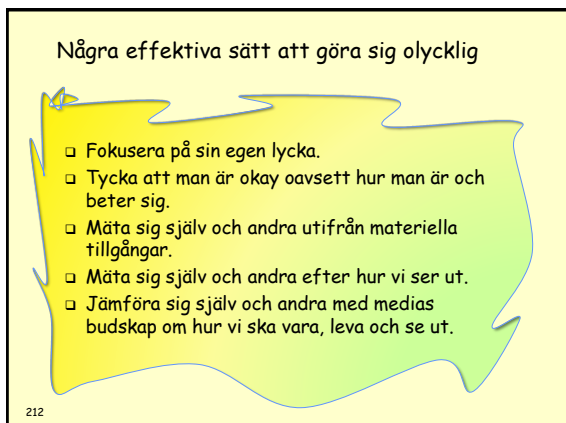 Några effektiva sätt att göra sig olycklig
❑ Fokusera på sin egen lycka.
❑ Tycka att man är okay oavsett hur man är och
beter sig.
❑ Mäta sig själv och andra utifrån materiella
tillgångar.
❑ Mäta sig själv och andra efter hur vi ser ut.
❑ Jämföra sig själv och andra med medias
budskap om hur vi ska vara, leva och se ut.
212